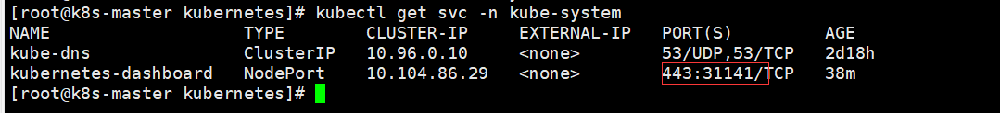 [root@k8s-master kubernetes]# kubectl get svc -n kube-system
NAME TYPE CLUSTER-IP EXTERNAL-IP PORT(S) AGE
kube-dns ClusterIP 10.96.0.10 <none> 53/UDP,53/TCP 2d18h
kubernetes-dashboard NodePort 10.104.86.29 <none> 443:31141/TCP 38m
[root@k8s-master kubernetes]#